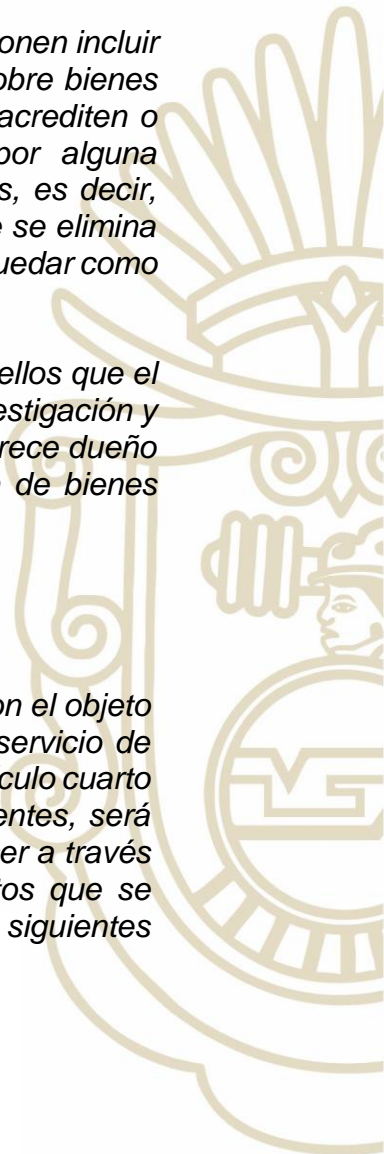 onen incluir
obre bienes
acrediten o
por alguna
s, es decir,
e se elimina
uedar como
ellos que el
estigación y
rece dueño
de bienes
on el objeto
servicio de
ículo cuarto
entes, será
er a través
tos que se
siguientes